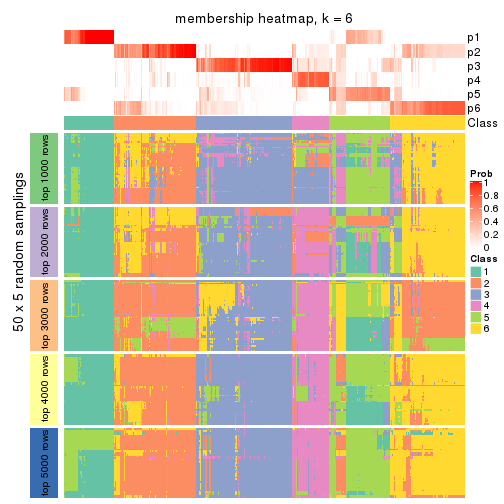 membership heatmap, k = 6
p1
p2
p3
p4
p5
p6
Class
50 x 5 random samplings
top 1000 rows
top 2000 rows
top 3000 rows
top 4000 rows
top 5000 rows
Prob
1
0.8
0.6
0.4
0.2
0
Class
1
2
3
4
5
6